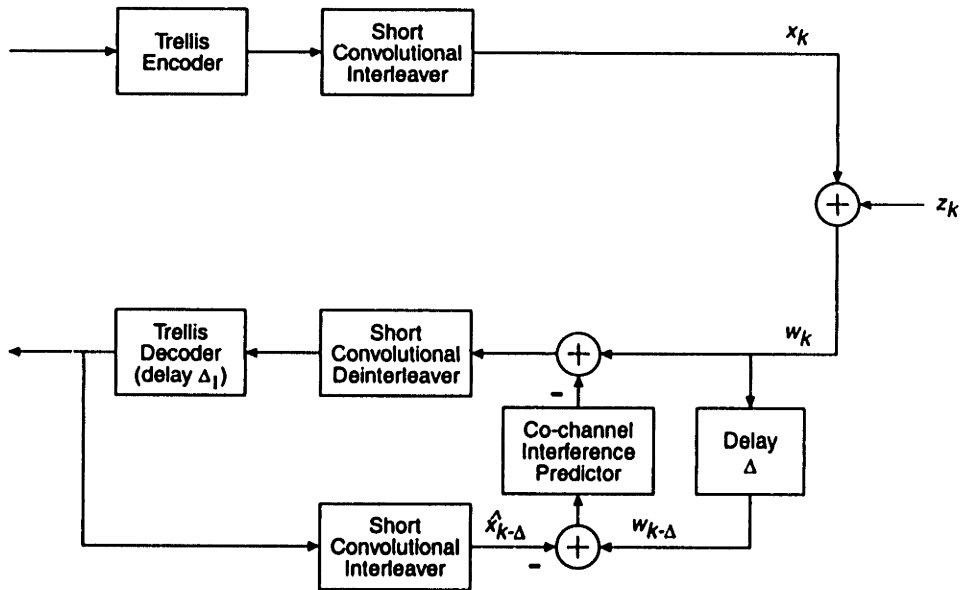 Trellis
Encoder
Short
Convolutional
Interleaver
x_k
+
z_k
Trellis
Decoder
(delay Δ_I)
Short
Convolutional
Deinterleaver
+
w_k
−
Co-channel
Interference
Predictor
Delay
Δ
Short
Convolutional
Interleaver
x̂_{k-Δ}
−
+
w_{k-Δ}